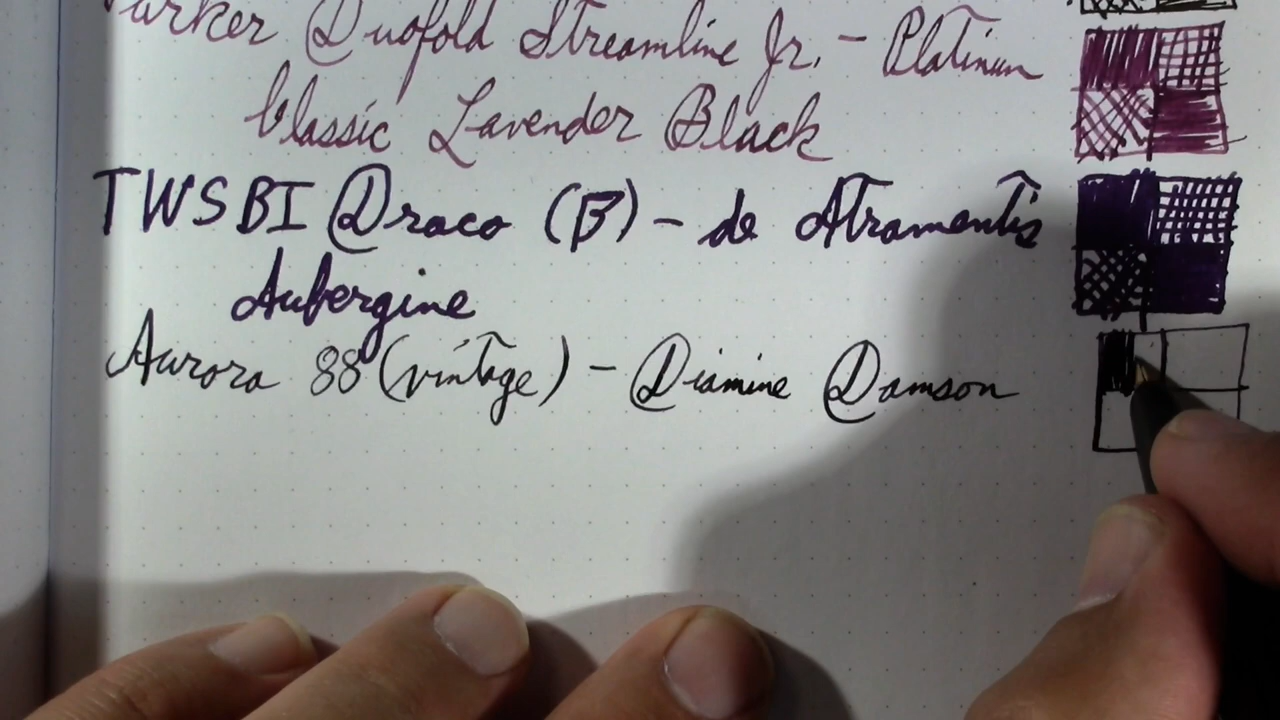 Parker Duofold Streamline Jr. - Platinum
Classic Lavender Black
TWSBI Draco (B) - de Atramentis
Aubergine
Aurora 88 (vintage) - Diamine Damson